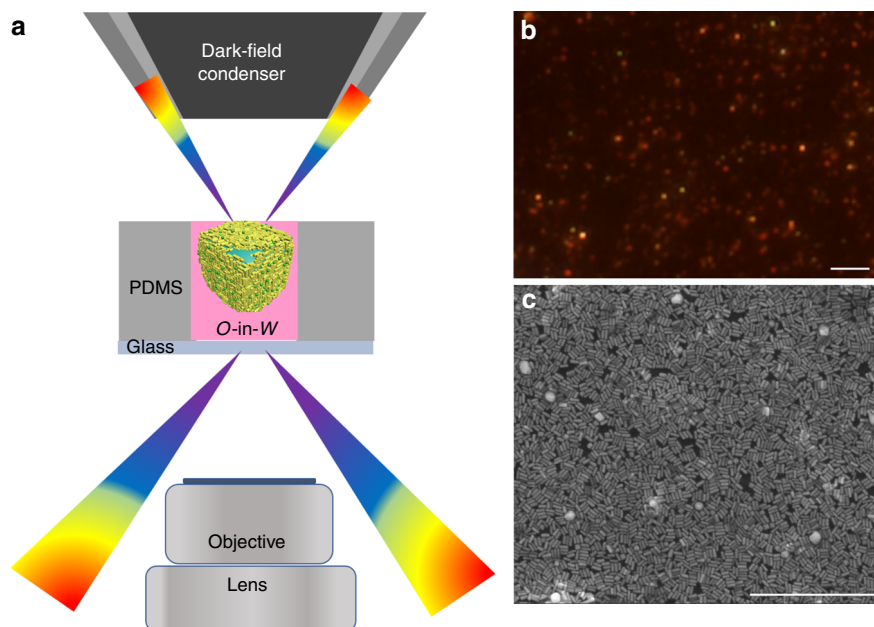 a
Dark-field
condenser
PDMS
O-in-W
Glass
Objective
Lens
b
c